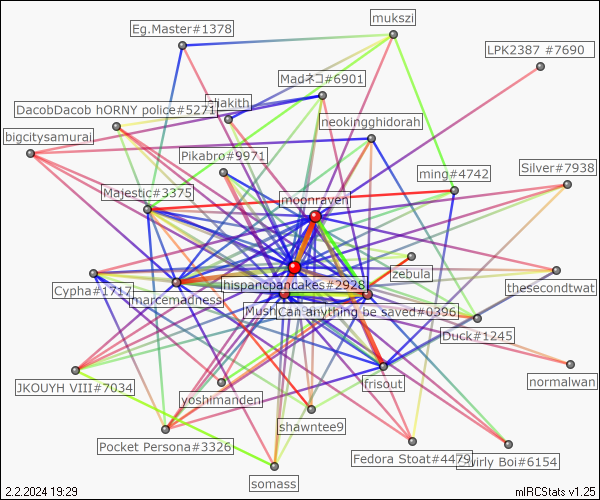 mukszi
Eg.Master#1378
LPK2387 #7690
Madネコ#6901
shakith
DacobDacob hORNY police#5271
neokingghidorah
bigcitysamurai
Pikabro#9971
ming#4742
Silver#7938
Majestic#3375
moonraven
zebula
hispancpancakes#2928
thesecondtwat
Cypha#1717
marcemadness
Mush
Can anything be saved#0396
Duck#1245
JKOUYH VIII#7034
frisout
normalwan
yoshimanden
shawntee9
Pocket Persona#3326
Fedora Stoat#4479
wirly Boi#6154
somass
2.2.2024 19:29
mIRCStats v1.25